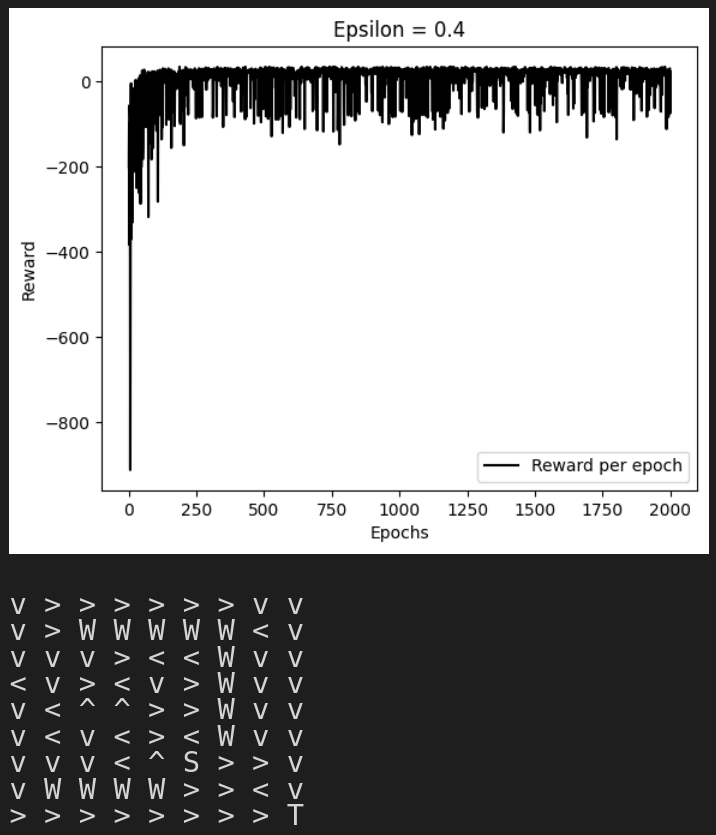 Epsilon = 0.4
0
−200
−400
−600
−800
Reward
Reward per epoch
0 250 500 750 1000 1250 1500 1750 2000
Epochs
v > > > > > > v v
v > W W W W W < v
v v v > < < W v v
< v > < v > W v v
v < ^ ^ > > W v v
v < v < > < W v v
v v v < ^ S > > v
v W W W W > > < v
> > > > > > > > T